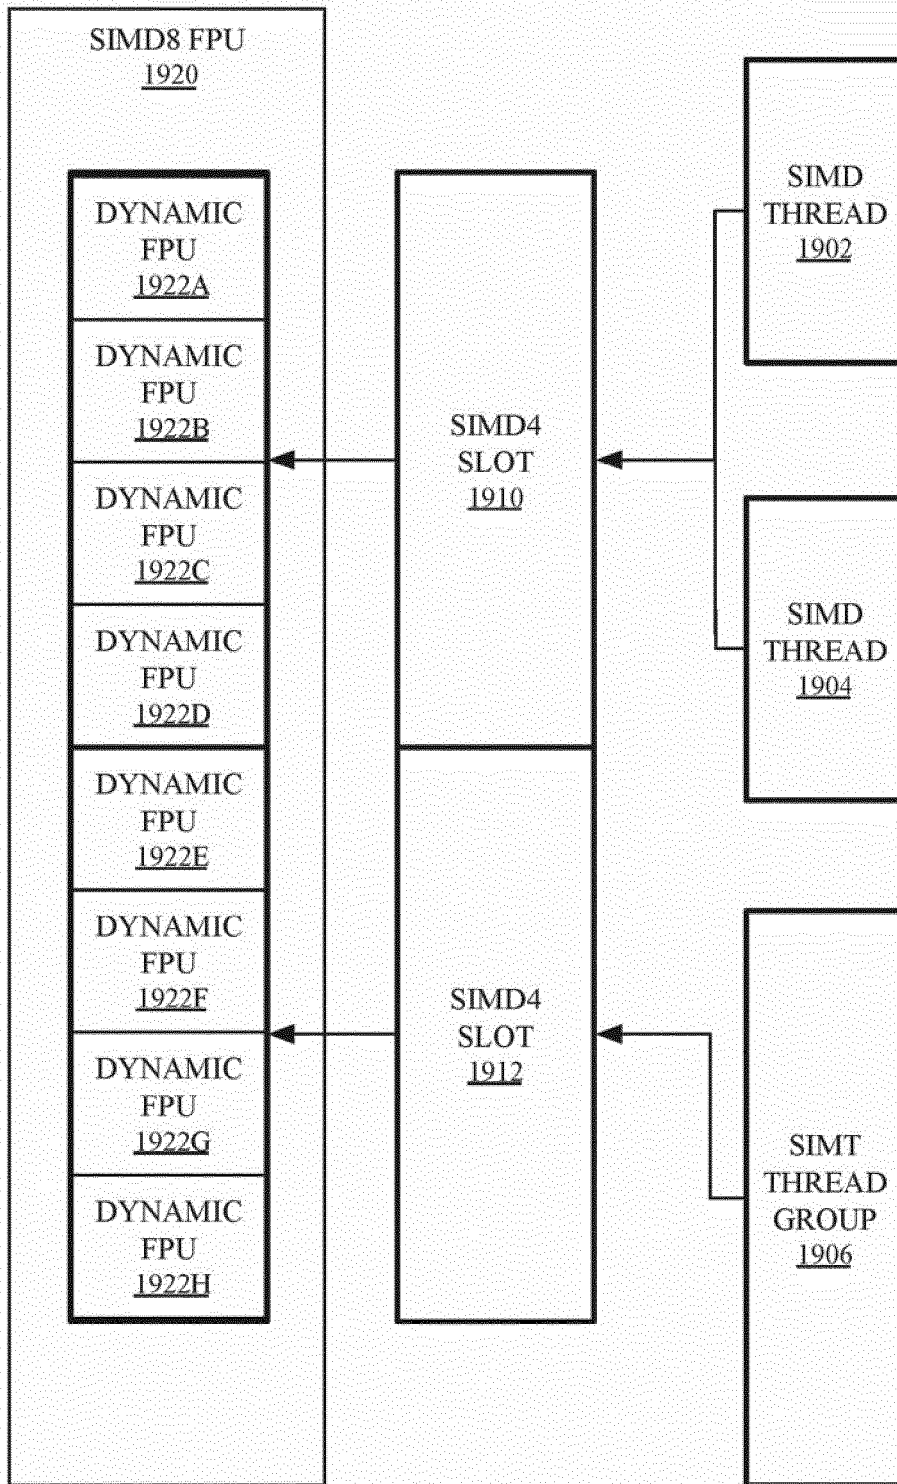 SIMD8 FPU
1920
DYNAMIC
FPU
1922A
DYNAMIC
FPU
1922B
DYNAMIC
FPU
1922C
DYNAMIC
FPU
1922D
DYNAMIC
FPU
1922E
DYNAMIC
FPU
1922F
DYNAMIC
FPU
1922G
DYNAMIC
FPU
1922H
SIMD4
SLOT
1910
SIMD4
SLOT
1912
SIMD
THREAD
1902
SIMD
THREAD
1904
SIMT
THREAD
GROUP
1906